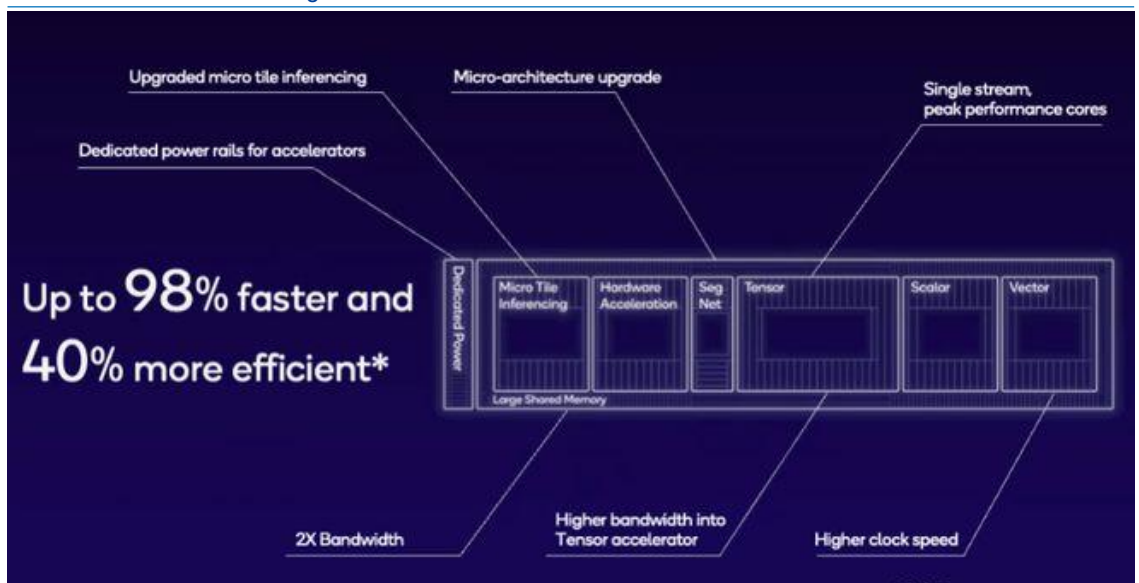 Upgraded micro tile inferencing
Micro-architecture upgrade
Single stream,
peak performance cores
Dedicated power rails for accelerators
Up to 98% faster and
40% more efficient*
Dedicated Power
Micro Tile
Inferencing
Hardware
Acceleration
Seg
Net
Tensor
Scalar
Vector
Large Shared Memory
2X Bandwidth
Higher bandwidth into
Tensor accelerator
Higher clock speed